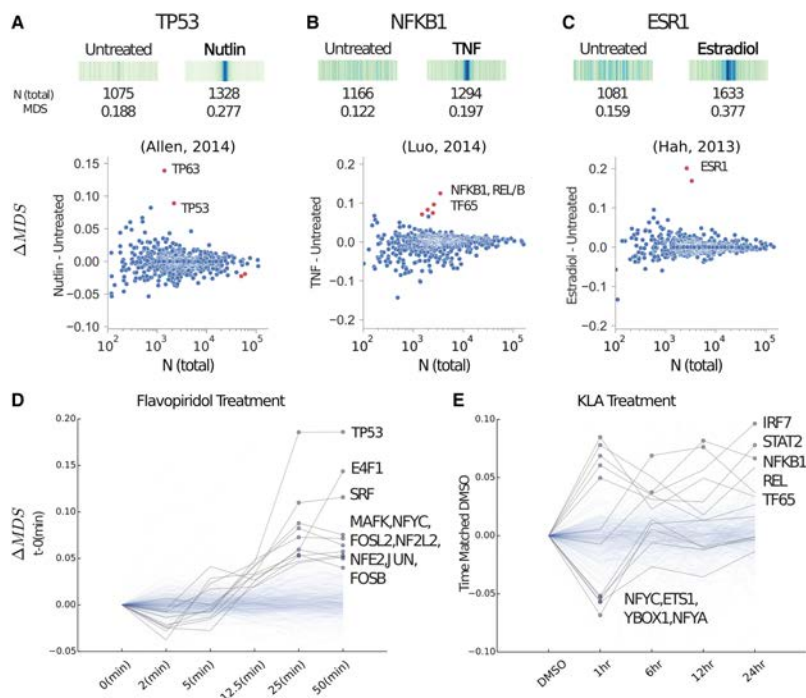 A TP53
Untreated Nutlin
N (total) 1075 1328
MDS 0.188 0.277
(Allen, 2014)
TP63
TP53
ΔMDS
Nutlin - Untreated
0.15
0.10
0.05
0.00
−0.05
−0.10
10² 10³ 10⁴ 10⁵
N (total)
B NFKB1
Untreated TNF
1166 1294
0.122 0.197
(Luo, 2014)
NFKB1, REL/B
TF65
TNF - Untreated
0.2
0.1
0.0
−0.1
−0.2
10² 10³ 10⁴ 10⁵
N (total)
C ESR1
Untreated Estradiol
1081 1633
0.159 0.377
(Hah, 2013)
ESR1
Estradiol - Untreated
0.2
0.1
0.0
−0.1
−0.2
10² 10³ 10⁴ 10⁵
N (total)
D Flavopiridol Treatment
ΔMDS
t-0(min)
0.20
0.15
0.10
0.05
0.00
−0.05
TP53
E4F1
SRF
MAFK,NFYC,
FOSL2,NF2L2,
NFE2,JUN,
FOSB
0(min) 2(min) 5(min) 12.5(min) 25(min) 50(min)
E KLA Treatment
Time Matched DMSO
0.10
0.05
0.00
−0.05
−0.10
IRF7
STAT2
NFKB1
REL
TF65
NFYC,ETS1,
YBOX1,NFYA
DMSO 1hr 6hr 12hr 24hr